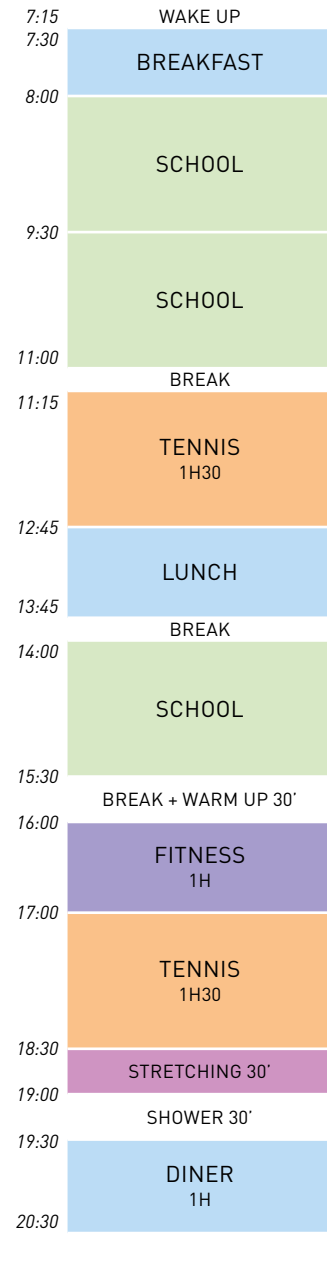 7:15 WAKE UP
7:30
BREAKFAST
8:00
SCHOOL
9:30
SCHOOL
11:00
BREAK
11:15
TENNIS
1H30
12:45
LUNCH
13:45
BREAK
14:00
SCHOOL
15:30
BREAK + WARM UP 30’
16:00
FITNESS
1H
17:00
TENNIS
1H30
18:30
STRETCHING 30’
19:00
SHOWER 30’
19:30
DINER
1H
20:30